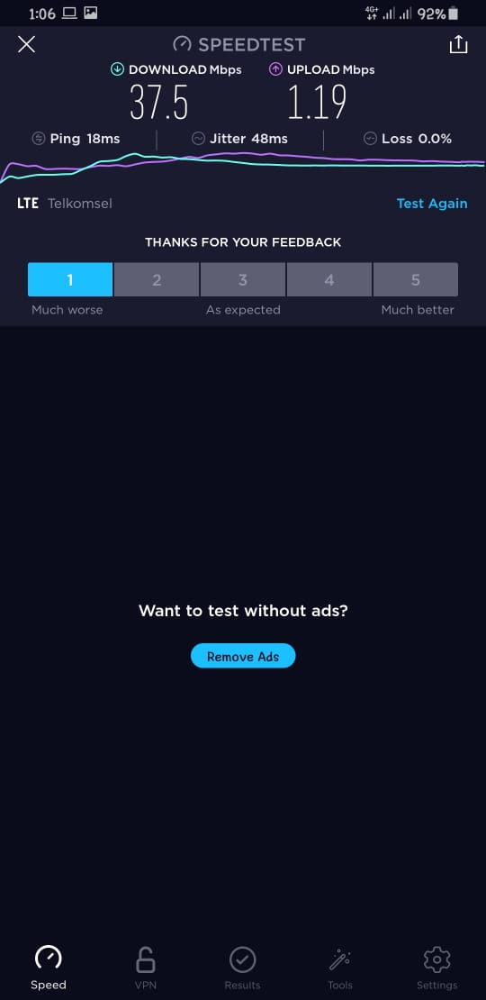 1:06 4G+ 92%
SPEEDTEST
DOWNLOAD Mbps UPLOAD Mbps
37.5 1.19
Ping 18ms Jitter 48ms Loss 0.0%
LTE Telkomsel Test Again
THANKS FOR YOUR FEEDBACK
1 2 3 4 5
Much worse As expected Much better
Want to test without ads?
Remove Ads
Speed VPN Results Tools Settings